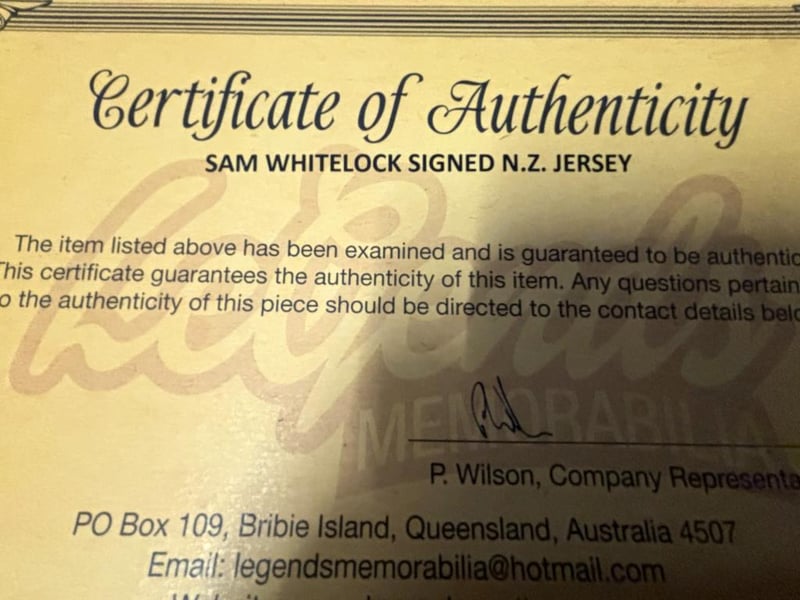 Certificate of Authenticity
SAM WHITELOCK SIGNED N.Z. JERSEY
The item listed above has been examined and is guaranteed to be authentic
This certificate guarantees the authenticity of this item. Any questions pertain
o the authenticity of this piece should be directed to the contact details belo
Legends
MEMORABILIA
P. Wilson, Company Representa
PO Box 109, Bribie Island, Queensland, Australia 4507
Email: legendsmemorabilia@hotmail.com